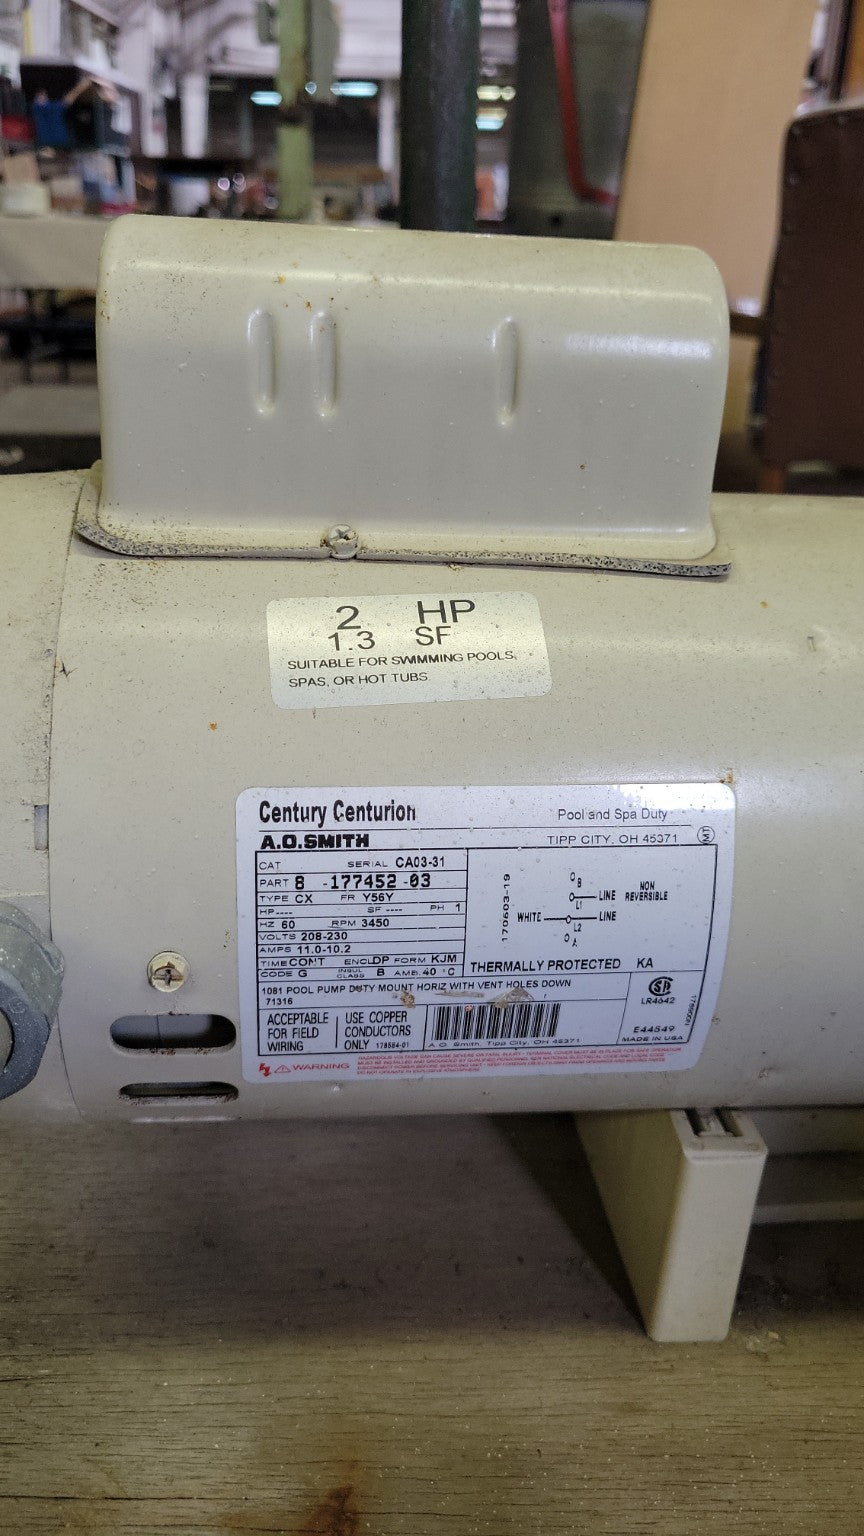 2 HP
1.3 SF
SUITABLE FOR SWIMMING POOLS,
SPAS, OR HOT TUBS.
Century Centurion
Pool and Spa Duty
A.O.SMITH
TIPP CITY, OH 45371
CAT SERIAL CA03-31
PART 8 -177452-03
TYPE CX FR Y56Y
HP---- SF ---- PH 1
HZ 60 RPM 3450
VOLTS 208-230
AMPS 11.0-10.2
TIME CONT ENCL DP FORM KJM
CODE G INSUL CLASS B AMB. 40 °C
170603-19
B
L1 LINE
NON
REVERSIBLE
WHITE LINE
L2
A
THERMALLY PROTECTED KA
1081 POOL PUMP DUTY MOUNT HORIZ WITH VENT HOLES DOWN
71316
ACCEPTABLE
FOR FIELD
WIRING
USE COPPER
CONDUCTORS
ONLY 178584-01
A.O. Smith, Tipp City, OH 45371
LR4642
E44549
MADE IN USA
WARNING